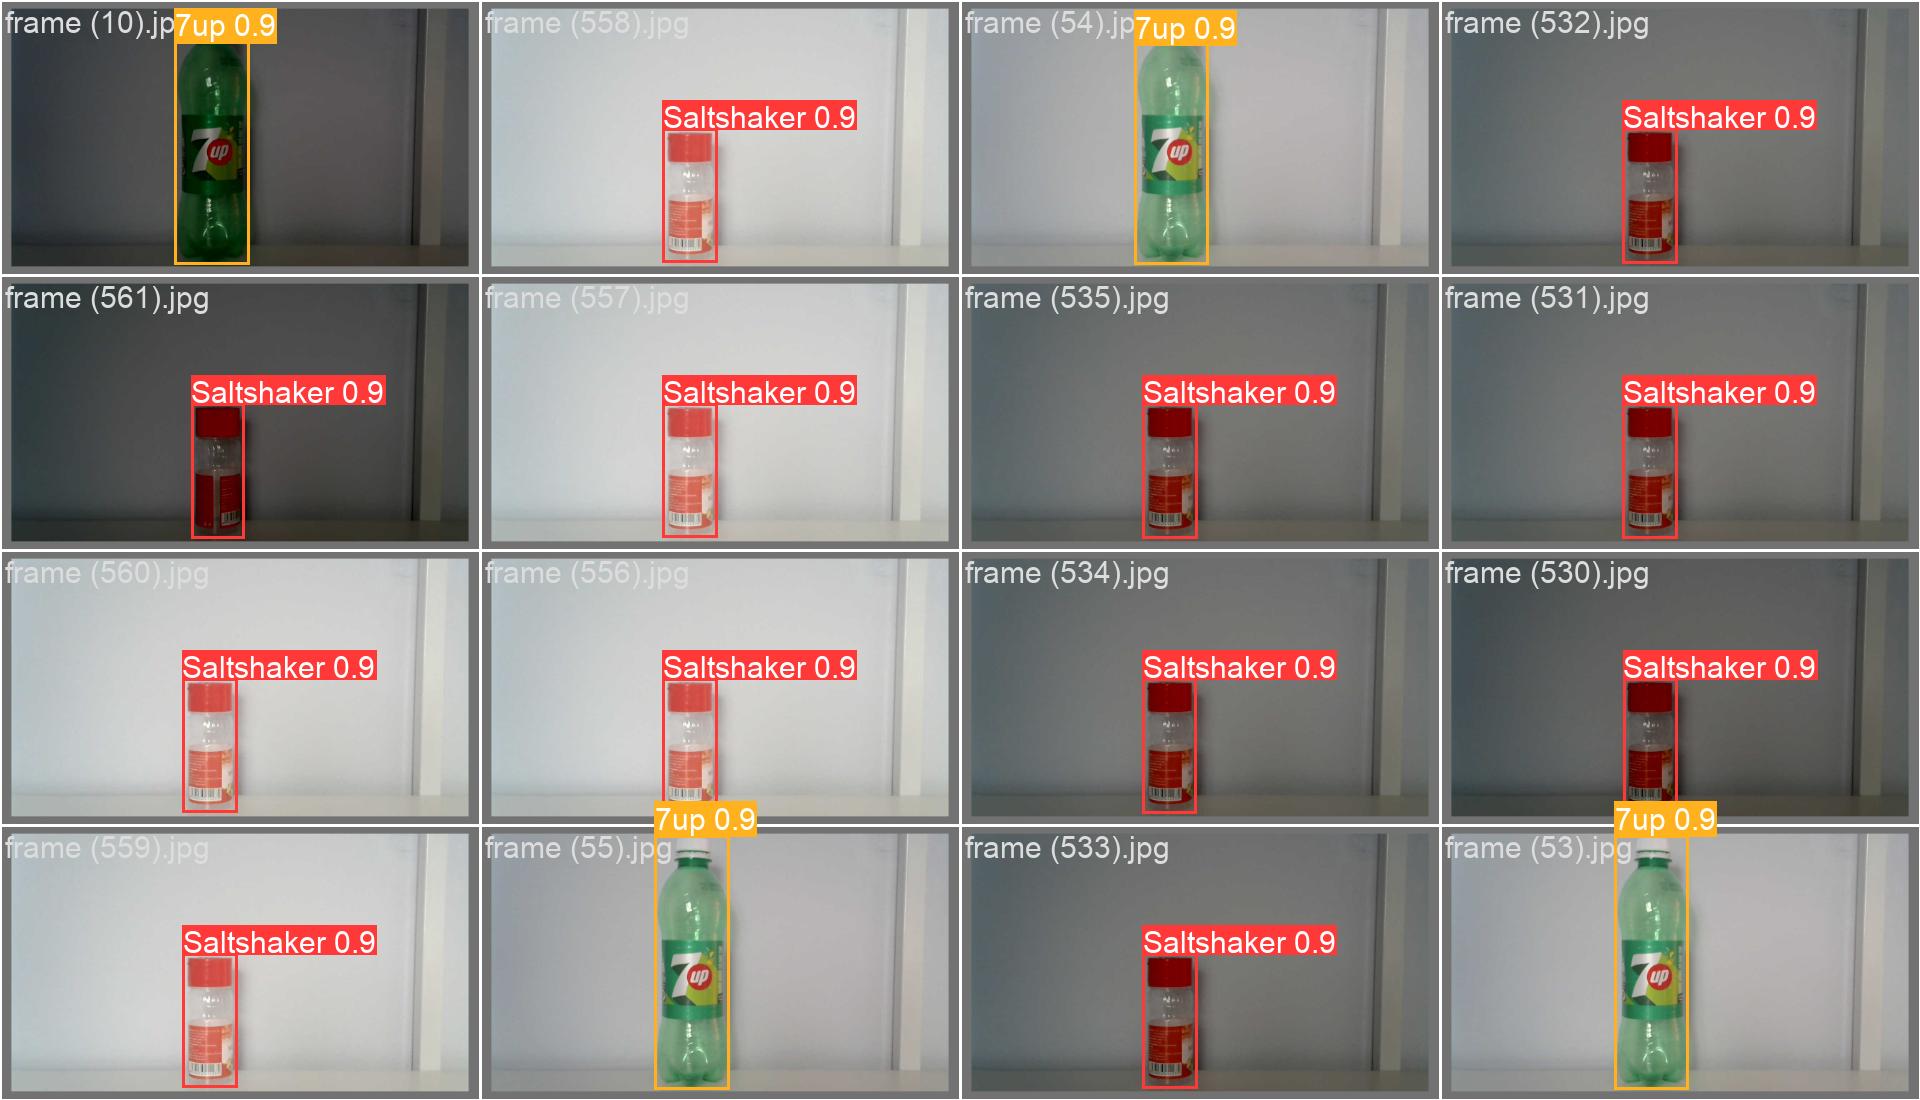 frame (10).jp
7up 0.9
7up
frame (558).jpg
Saltshaker 0.9
frame (54).jp
7up 0.9
7up
frame (532).jpg
Saltshaker 0.9
frame (561).jpg
Saltshaker 0.9
frame (557).jpg
Saltshaker 0.9
frame (535).jpg
Saltshaker 0.9
frame (531).jpg
Saltshaker 0.9
frame (560).jpg
Saltshaker 0.9
frame (556).jpg
Saltshaker 0.9
frame (534).jpg
Saltshaker 0.9
frame (530).jpg
Saltshaker 0.9
frame (559).jpg
Saltshaker 0.9
frame (55).jpg
7up 0.9
7up
frame (533).jpg
Saltshaker 0.9
frame (53).jpg
7up 0.9
7up